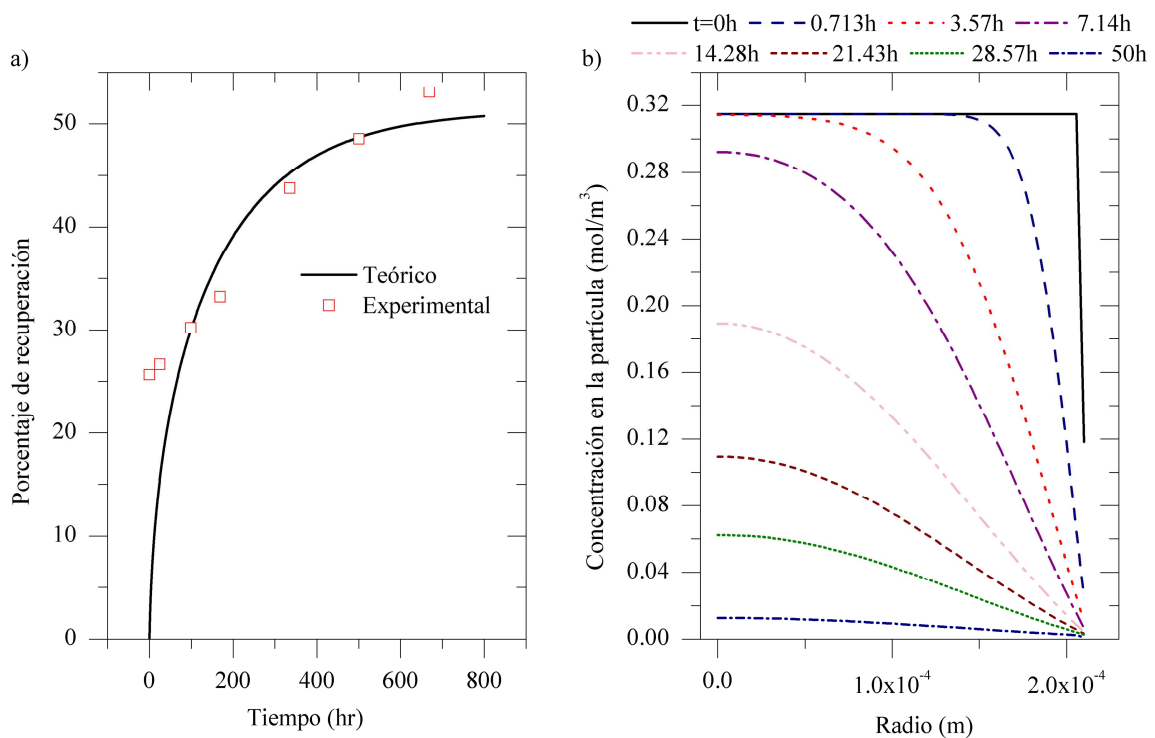 t=0h 0.713h 3.57h 7.14h
14.28h 21.43h 28.57h 50h
a)
b)
Porcentaje de recuperación
50
40
30
20
10
0
Teórico
Experimental
0 200 400 600 800
Tiempo (hr)
Concentración en la partícula (mol/m³)
0.32
0.28
0.24
0.20
0.16
0.12
0.08
0.04
0.00
0.0 1.0x10⁻⁴ 2.0x10⁻⁴
Radio (m)